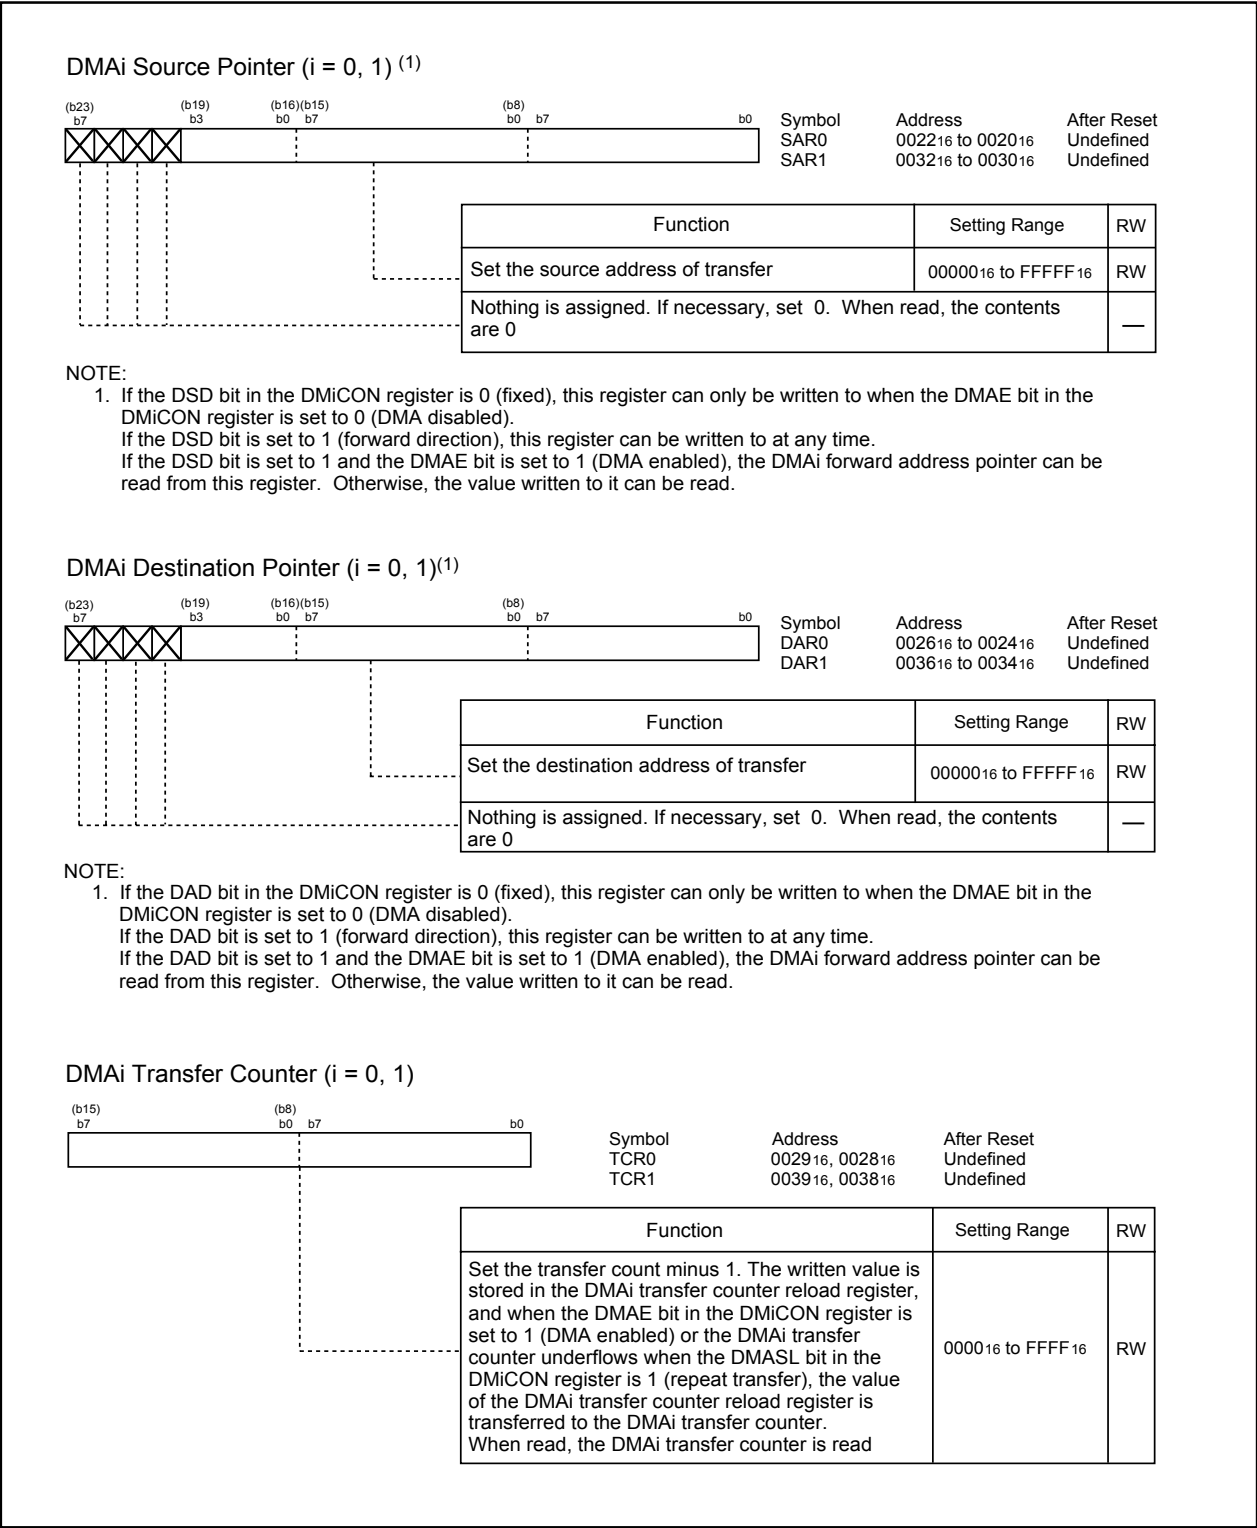 DMAi Source Pointer (i = 0, 1) (1)
(b23) (b19) (b16)(b15) (b8)
b7 b3 b0 b7 b0 b7 b0
Symbol Address After Reset
SAR0 002216 to 002016 Undefined
SAR1 003216 to 003016 Undefined
Function Setting Range RW
Set the source address of transfer 0000016 to FFFFF16 RW
Nothing is assigned. If necessary, set 0. When read, the contents
are 0 —
NOTE:
1. If the DSD bit in the DMiCON register is 0 (fixed), this register can only be written to when the DMAE bit in the
DMiCON register is set to 0 (DMA disabled).
If the DSD bit is set to 1 (forward direction), this register can be written to at any time.
If the DSD bit is set to 1 and the DMAE bit is set to 1 (DMA enabled), the DMAi forward address pointer can be
read from this register. Otherwise, the value written to it can be read.
DMAi Destination Pointer (i = 0, 1)(1)
(b23) (b19) (b16)(b15) (b8)
b7 b3 b0 b7 b0 b7 b0
Symbol Address After Reset
DAR0 002616 to 002416 Undefined
DAR1 003616 to 003416 Undefined
Function Setting Range RW
Set the destination address of transfer 0000016 to FFFFF16 RW
Nothing is assigned. If necessary, set 0. When read, the contents
are 0 —
NOTE:
1. If the DAD bit in the DMiCON register is 0 (fixed), this register can only be written to when the DMAE bit in the
DMiCON register is set to 0 (DMA disabled).
If the DAD bit is set to 1 (forward direction), this register can be written to at any time.
If the DAD bit is set to 1 and the DMAE bit is set to 1 (DMA enabled), the DMAi forward address pointer can be
read from this register. Otherwise, the value written to it can be read.
DMAi Transfer Counter (i = 0, 1)
(b15) (b8)
b7 b0 b7 b0
Symbol Address After Reset
TCR0 002916, 002816 Undefined
TCR1 003916, 003816 Undefined
Function Setting Range RW
Set the transfer count minus 1. The written value is
stored in the DMAi transfer counter reload register,
and when the DMAE bit in the DMiCON register is
set to 1 (DMA enabled) or the DMAi transfer
counter underflows when the DMASL bit in the
DMiCON register is 1 (repeat transfer), the value
of the DMAi transfer counter reload register is
transferred to the DMAi transfer counter.
When read, the DMAi transfer counter is read
000016 to FFFF16 RW